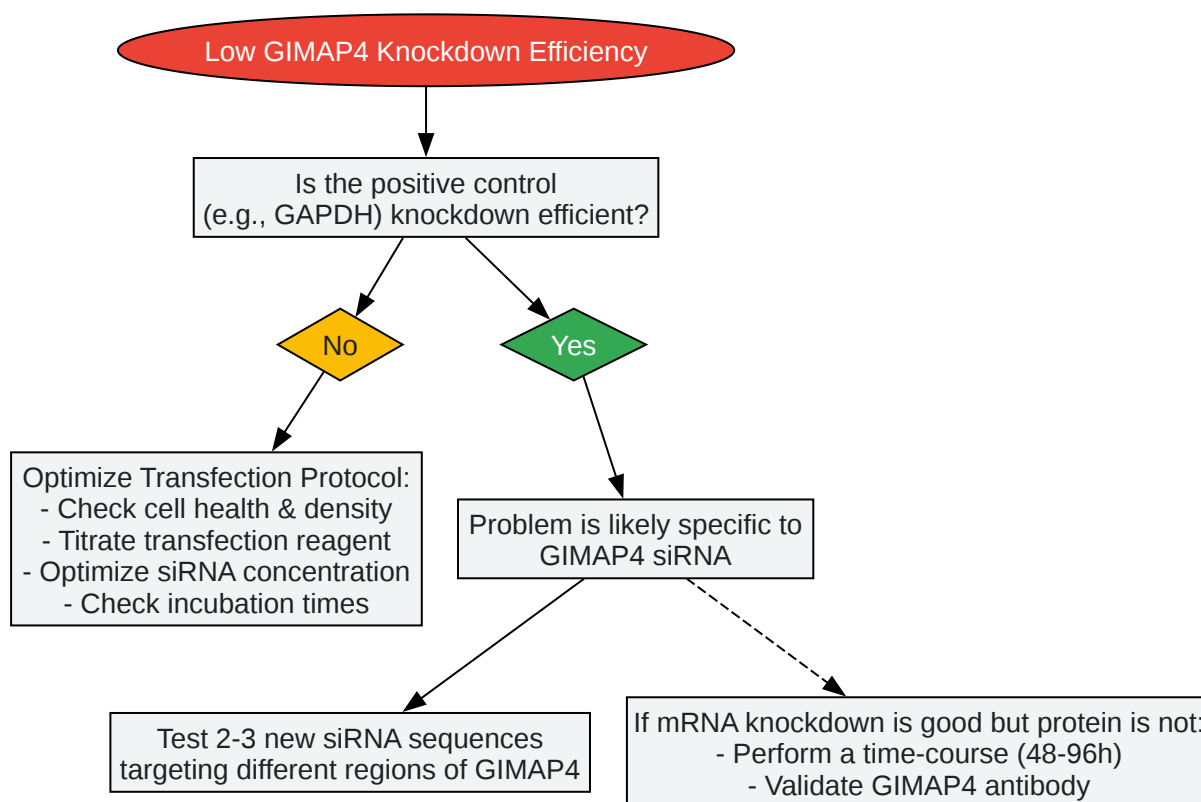 Low GIMAP4 Knockdown Efficiency
Is the positive control
(e.g., GAPDH) knockdown efficient?
No
Yes
Optimize Transfection Protocol:
- Check cell health & density
- Titrate transfection reagent
- Optimize siRNA concentration
- Check incubation times
Problem is likely specific to
GIMAP4 siRNA
Test 2-3 new siRNA sequences
targeting different regions of GIMAP4
If mRNA knockdown is good but protein is not:
- Perform a time-course (48-96h)
- Validate GIMAP4 antibody